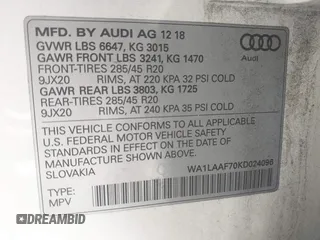 MFD. BY AUDI AG 12 18
GVWR LBS 6647, KG 3015
GAWR FRONT LBS 3241, KG 1470
FRONT-TIRES 285/45 R20
9JX20 RIMS, AT 220 KPA 32 PSI COLD
GAWR REAR LBS 3803, KG 1725
REAR-TIRES 285/45 R20
9JX20 RIMS, AT 240 KPA 35 PSI COLD
THIS VEHICLE CONFORMS TO ALL APPLICABLE
U.S. FEDERAL MOTOR VEHICLE SAFETY
STANDARDS IN EFFECT ON THE DATE OF
MANUFACTURE SHOWN ABOVE.
SLOVAKIA
WA1LAAF70KD024098
TYPE:
MPV
Audi
DREAMBID